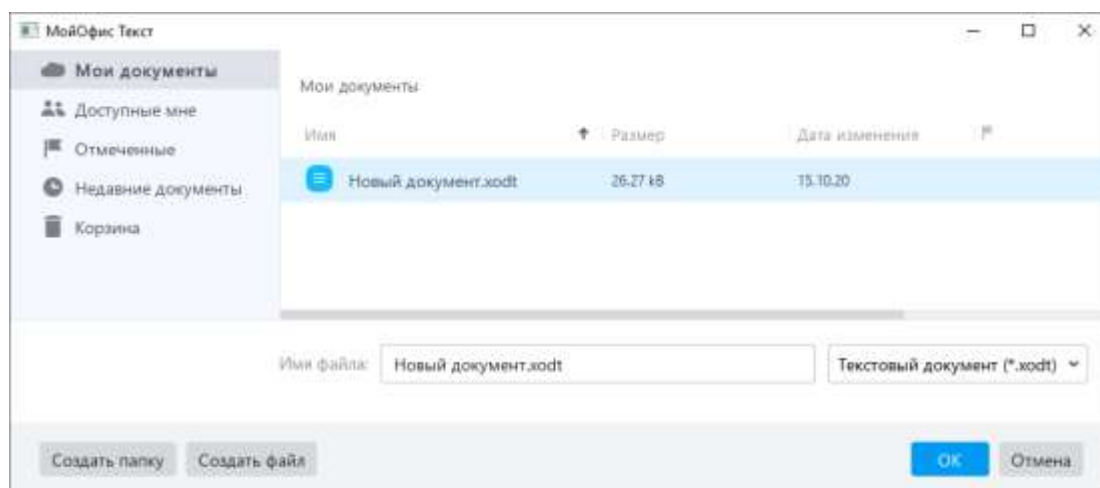 МойОфис Текст
Мои документы
Доступные мне
Отмеченные
Недавние документы
Корзина
Мои документы
Имя Размер Дата изменения
Новый документ.xodt 26.27 kB 15.10.20
Имя файла: Новый документ.xodt Текстовый документ (*.xodt)
Создать папку Создать файл OK Отмена